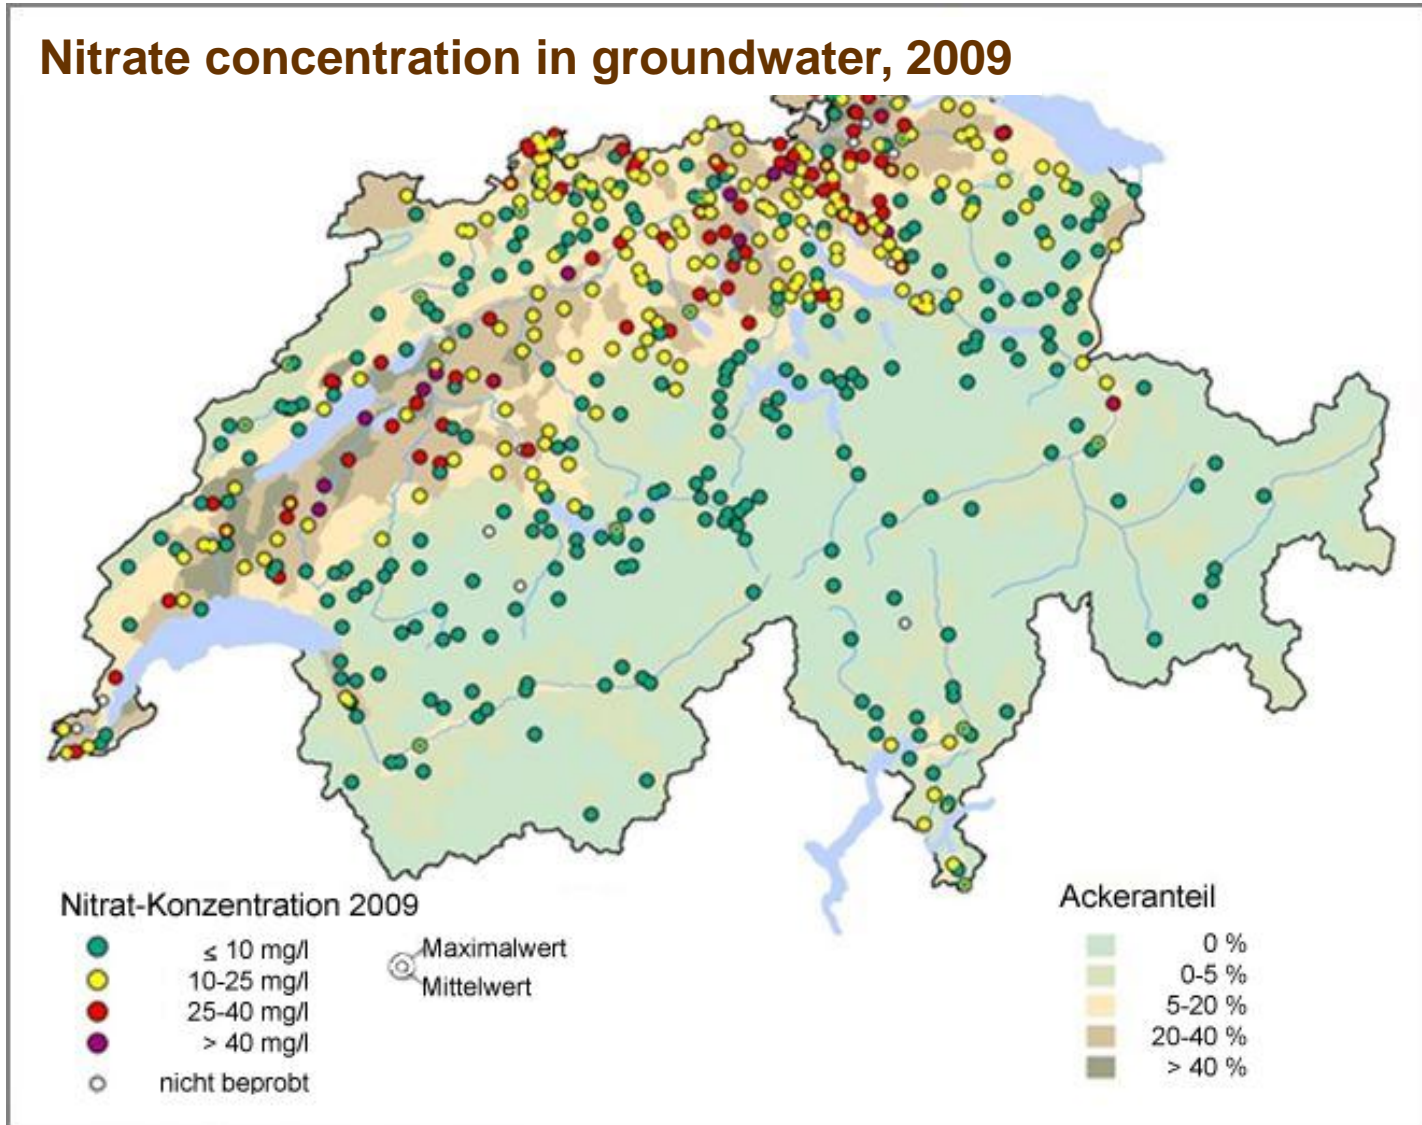 Nitrate concentration in groundwater, 2009
Nitrat-Konzentration 2009
≤ 10 mg/l
10-25 mg/l
25-40 mg/l
> 40 mg/l
nicht beprobt
Maximalwert
Mittelwert
Ackeranteil
0 %
0-5 %
5-20 %
20-40 %
> 40 %